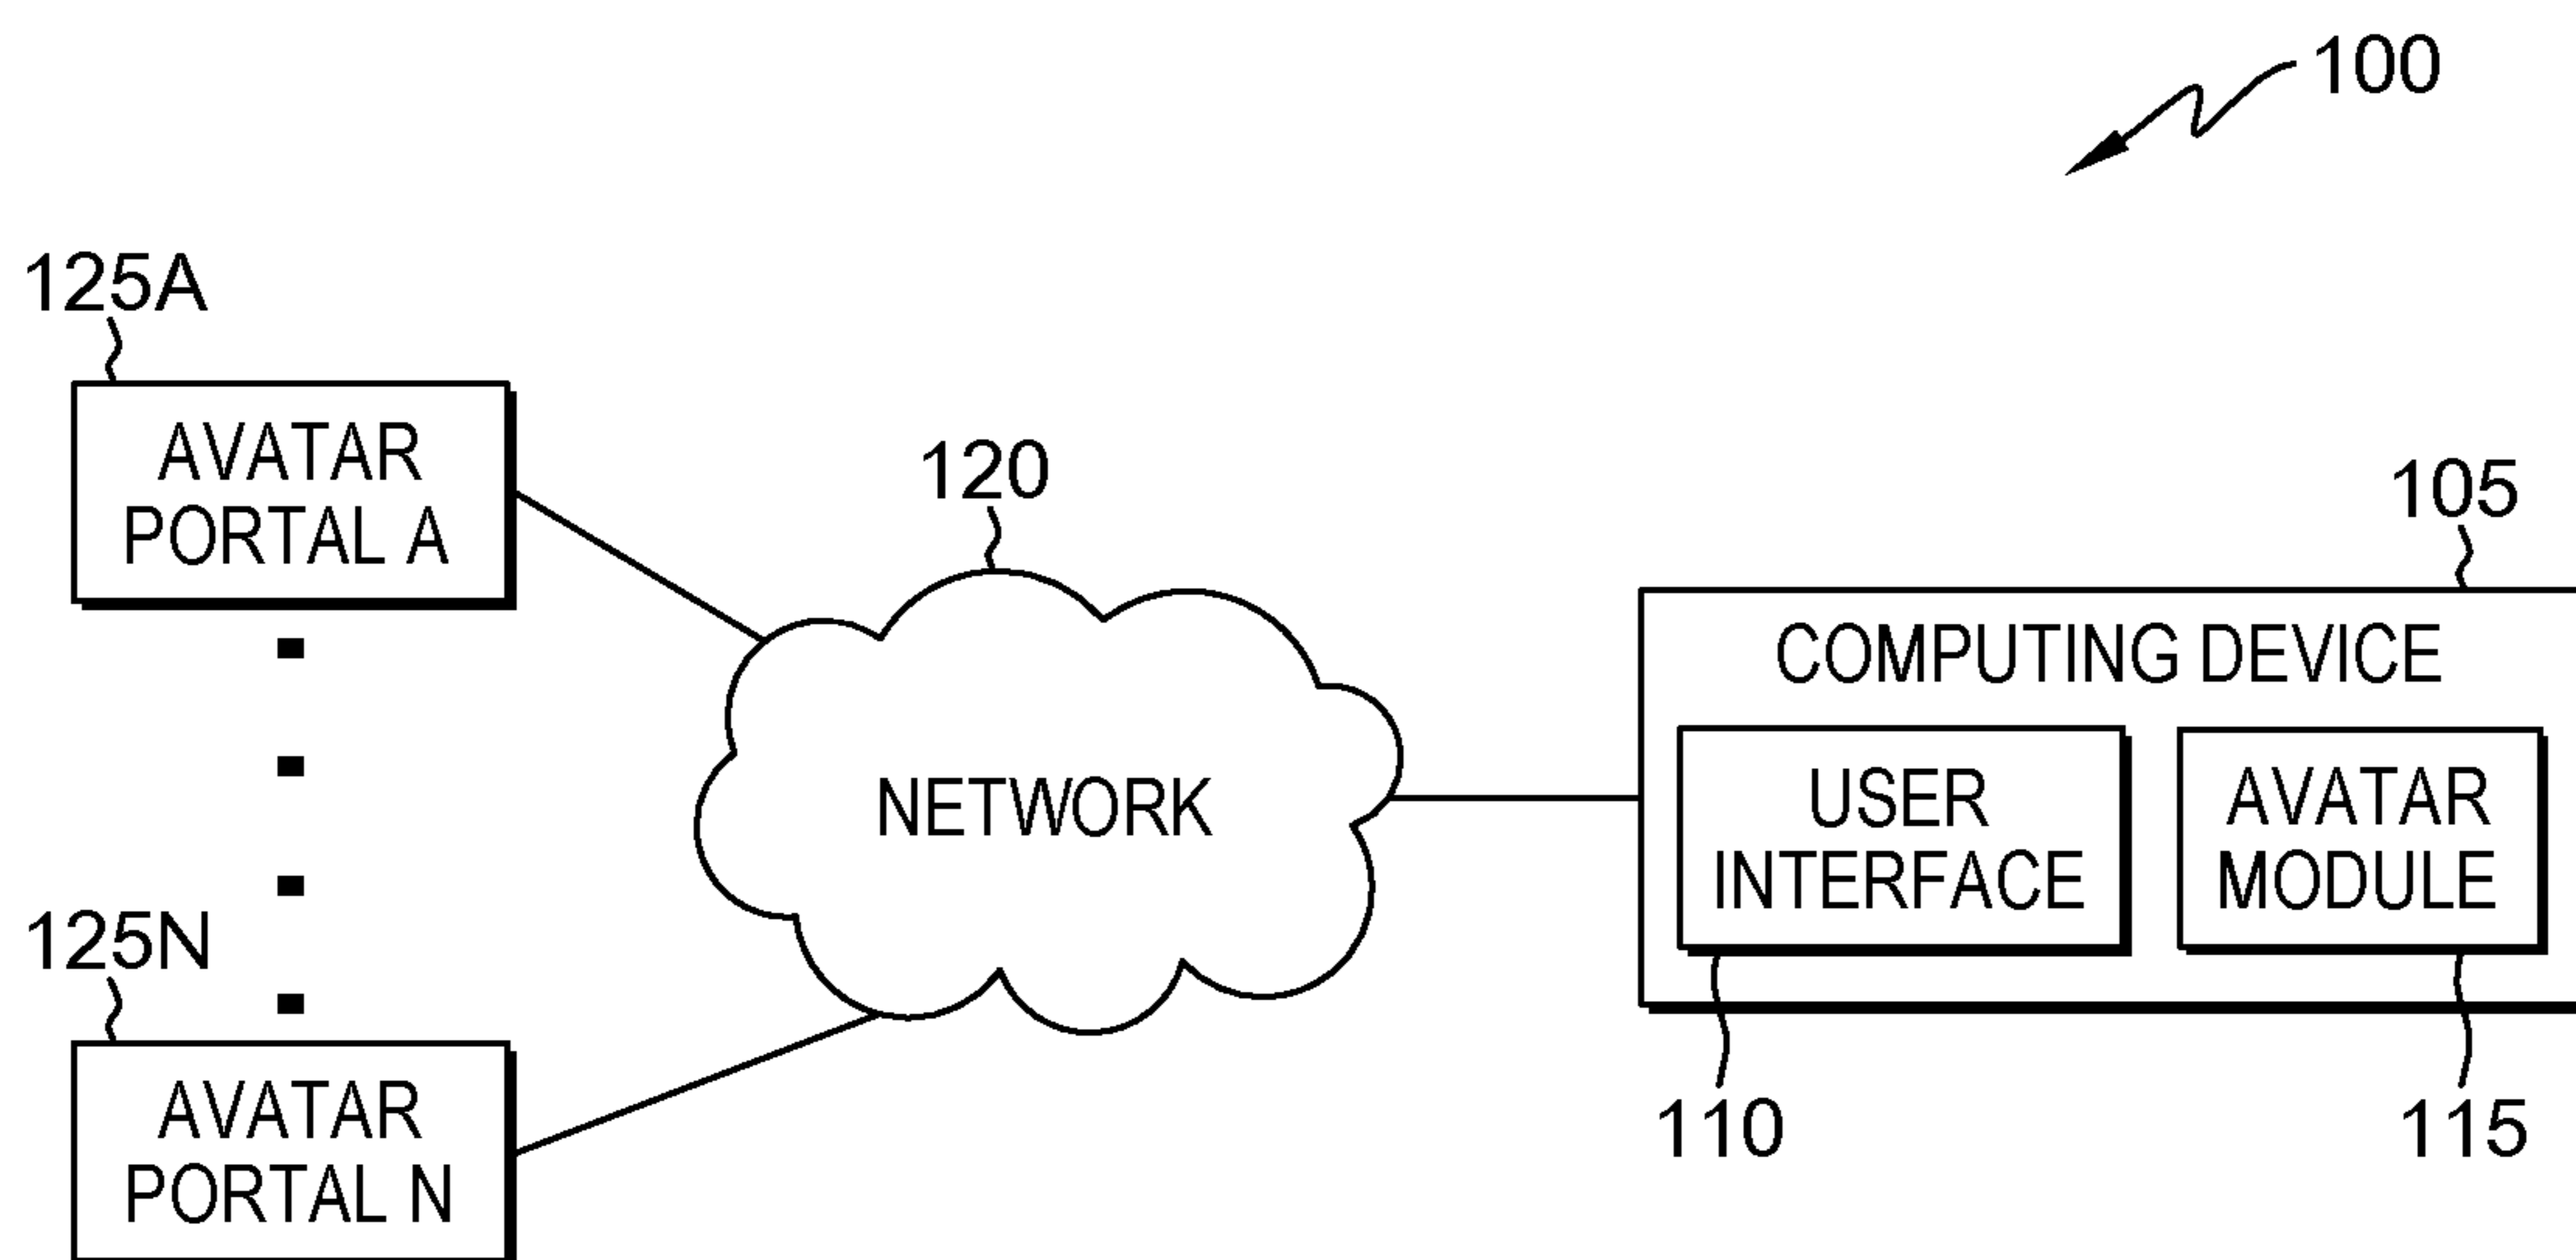 100
125A
AVATAR
PORTAL A
120
NETWORK
105
COMPUTING DEVICE
USER
INTERFACE
AVATAR
MODULE
110
115
125N
AVATAR
PORTAL N